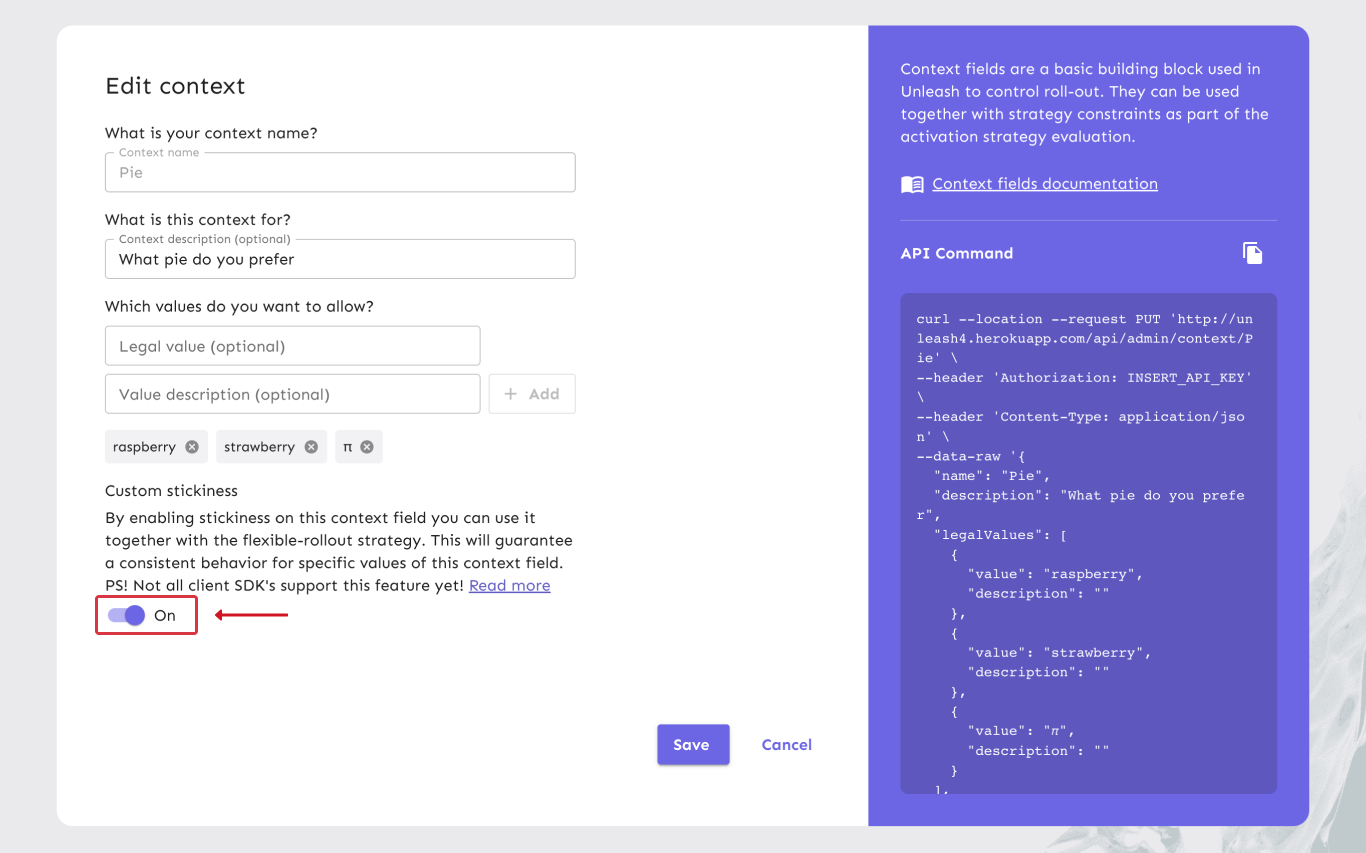 Edit context
What is your context name?
Context name
Pie
What is this context for?
Context description (optional)
What pie do you prefer
Which values do you want to allow?
Legal value (optional)
Value description (optional)
+ Add
raspberry
strawberry
π
Custom stickiness
By enabling stickiness on this context field you can use it
together with the flexible-rollout strategy. This will guarantee
a consistent behavior for specific values of this context field.
PS! Not all client SDK's support this feature yet! Read more
On
Save
Cancel
Context fields are a basic building block used in
Unleash to control roll-out. They can be used
together with strategy constraints as part of the
activation strategy evaluation.
Context fields documentation
API Command
curl --location --request PUT 'http://un
leash4.herokuapp.com/api/admin/context/P
ie' \
--header 'Authorization: INSERT_API_KEY'
\
--header 'Content-Type: application/jso
n' \
--data-raw '{
"name": "Pie",
"description": "What pie do you prefe
r",
"legalValues": [
{
"value": "raspberry",
"description": ""
},
{
"value": "strawberry",
"description": ""
},
{
"value": "π",
"description": ""
}
],